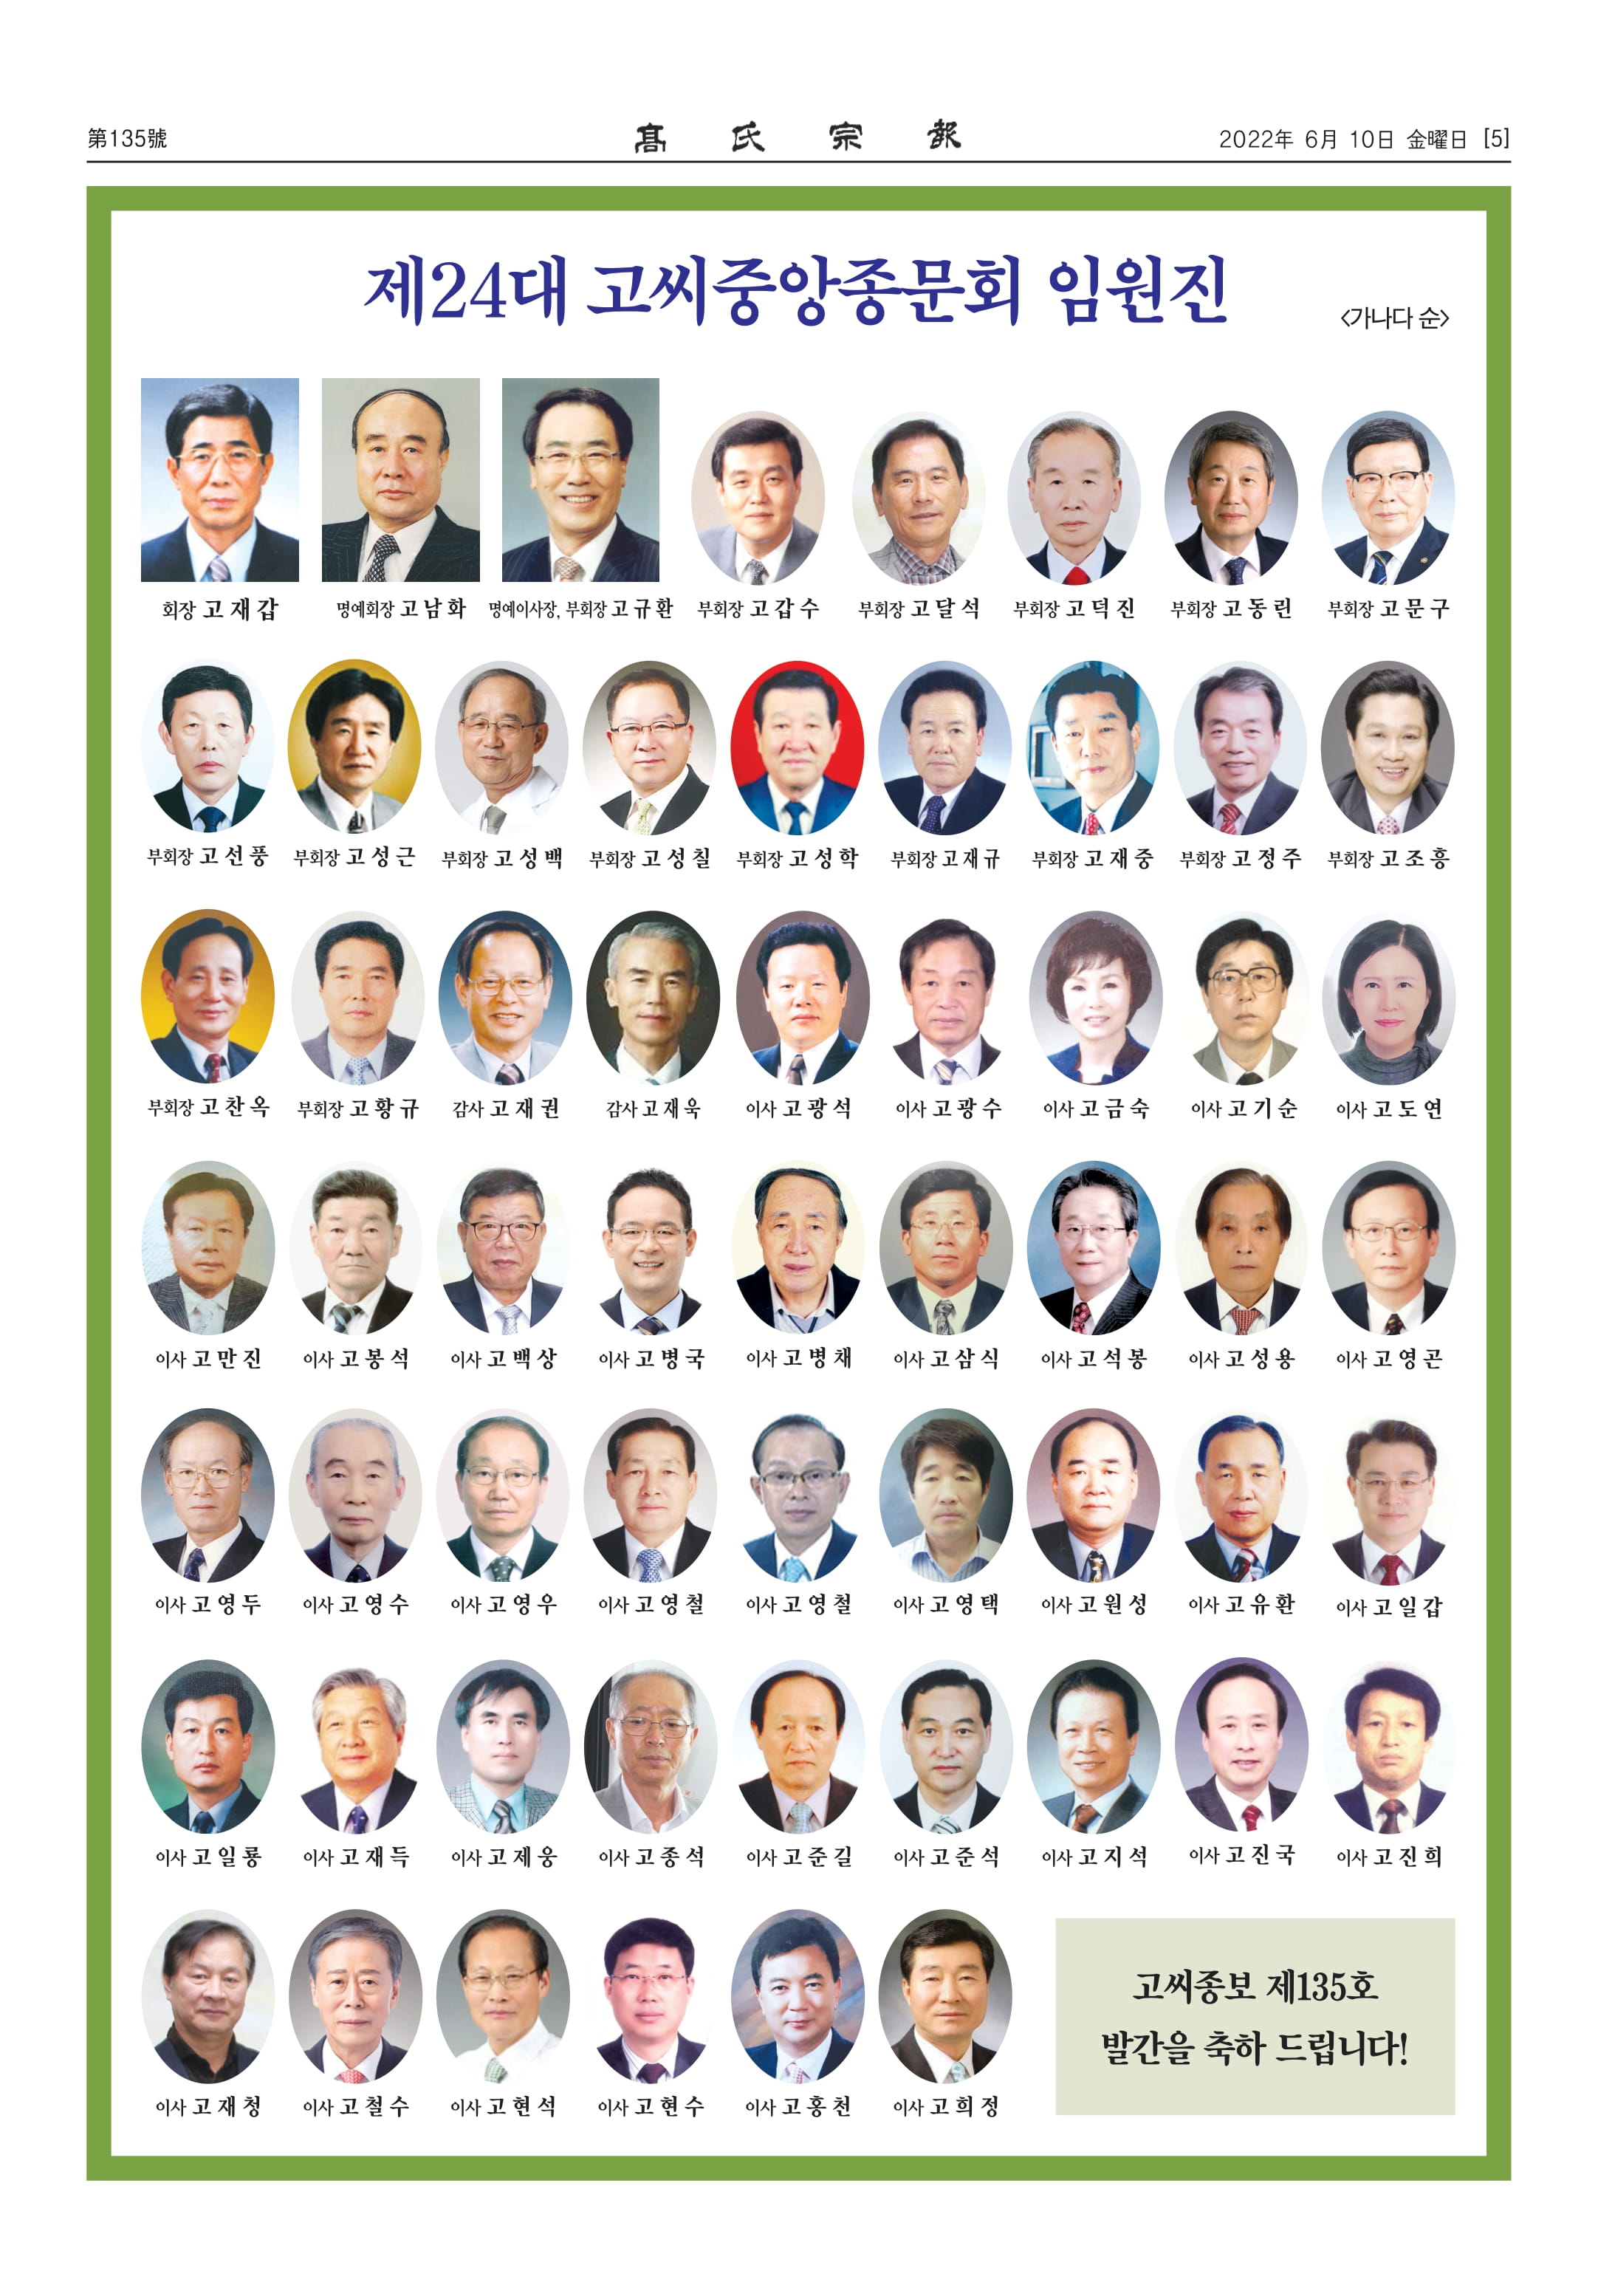 第135號
髙氏宗報
2022年 6月 10日 金曜日 [5]
제24대 고씨중앙종문회 임원진
<가나다 순>
회장 고재갑 명예회장 고남화 명예이사장, 부회장 고규환 부회장 고갑수 부회장 고달석 부회장 고덕진 부회장 고동린 부회장 고문구
부회장 고선풍 부회장 고성근 부회장 고성백 부회장 고성칠 부회장 고성학 부회장 고재규 부회장 고재중 부회장 고정주 부회장 고조흥
부회장 고찬옥 부회장 고황규 감사 고재권 감사 고재욱 이사 고광석 이사 고광수 이사 고금숙 이사 고기순 이사 고도연
이사 고만진 이사 고봉석 이사 고백상 이사 고병국 이사 고병채 이사 고삼식 이사 고석봉 이사 고성용 이사 고영곤
이사 고영두 이사 고영수 이사 고영우 이사 고영철 이사 고영철 이사 고영택 이사 고원성 이사 고유환 이사 고일갑
이사 고일룡 이사 고재득 이사 고제웅 이사 고종석 이사 고준길 이사 고준석 이사 고지석 이사 고진국 이사 고진희
이사 고재청 이사 고철수 이사 고현석 이사 고현수 이사 고홍천 이사 고희정
고씨종보 제135호
발간을 축하 드립니다!